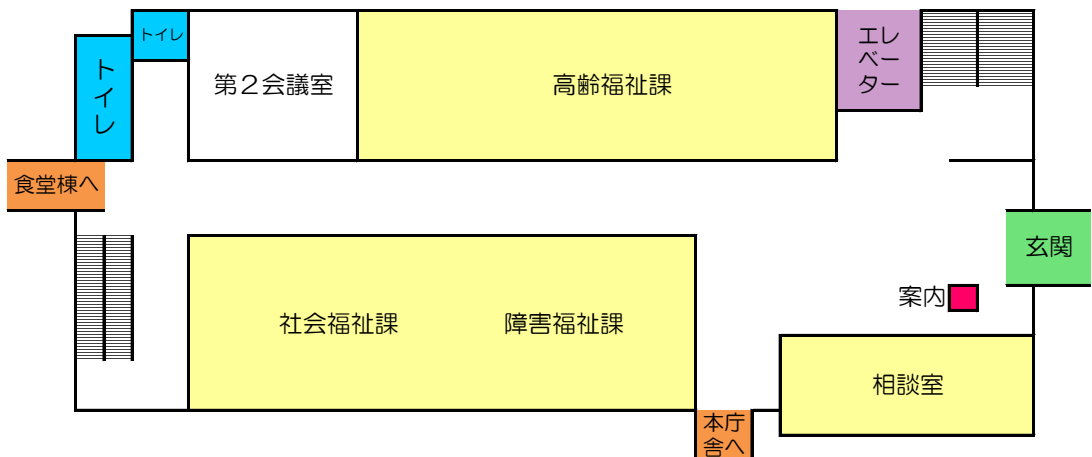 トイレ
トイレ
第２会議室
高齢福祉課
エレ
ベー
ター
食堂棟へ
玄関
案内
社会福祉課
障害福祉課
相談室
本庁
舎へ